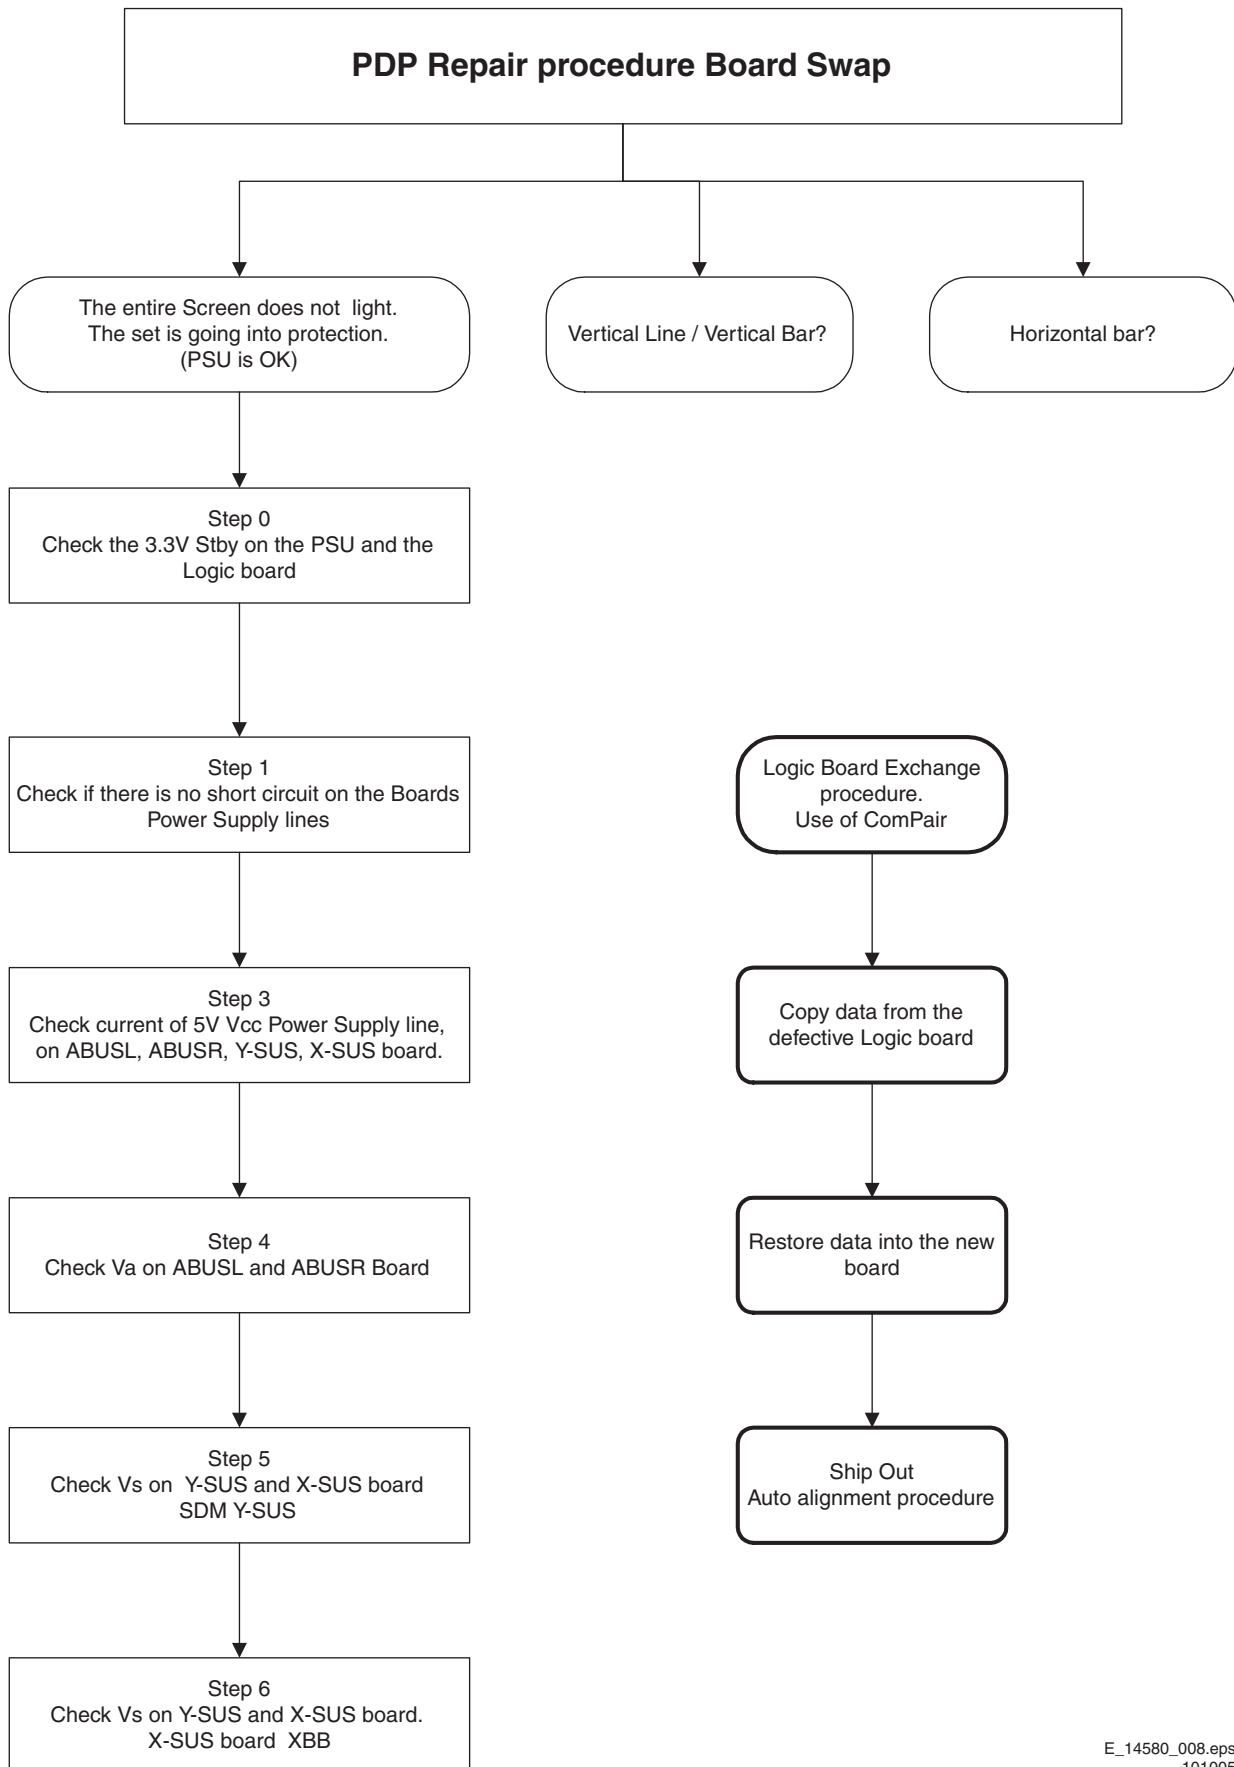 PDP Repair procedure Board Swap
The entire Screen does not light.
The set is going into protection.
(PSU is OK)
Vertical Line / Vertical Bar?
Horizontal bar?
Step 0
Check the 3.3V Stby on the PSU and the
Logic board
Step 1
Check if there is no short circuit on the Boards
Power Supply lines
Step 3
Check current of 5V Vcc Power Supply line,
on ABUSL, ABUSR, Y-SUS, X-SUS board.
Step 4
Check Va on ABUSL and ABUSR Board
Step 5
Check Vs on Y-SUS and X-SUS board
SDM Y-SUS
Step 6
Check Vs on Y-SUS and X-SUS board.
X-SUS board XBB
Logic Board Exchange
procedure.
Use of ComPair
Copy data from the
defective Logic board
Restore data into the new
board
Ship Out
Auto alignment procedure
E_14580_008.eps
101005